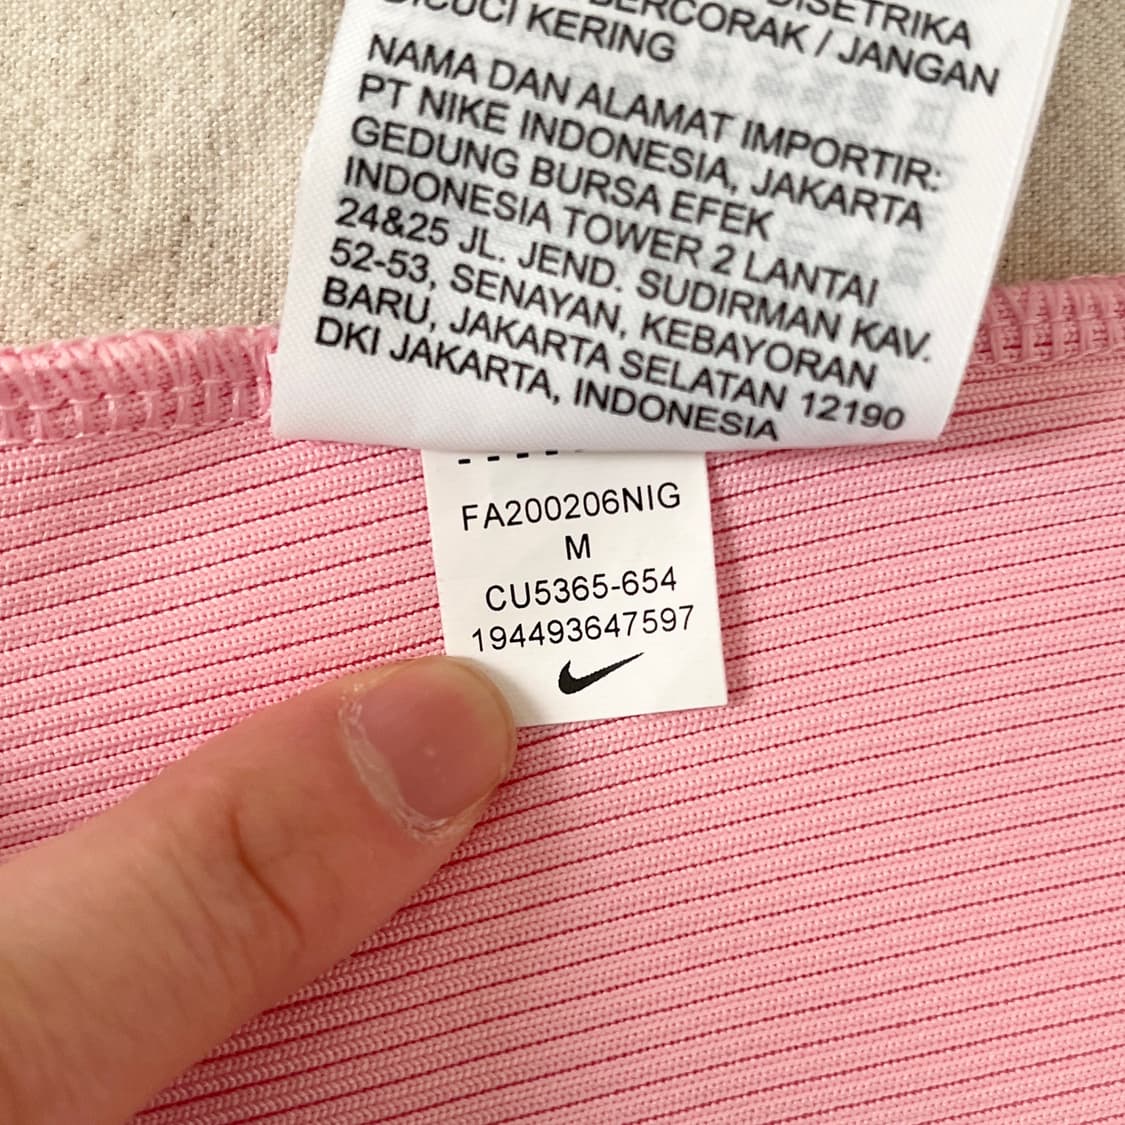 DISETRIKA
BERCORAK / JANGAN
DICUCI KERING
NAMA DAN ALAMAT IMPORTIR:
PT NIKE INDONESIA, JAKARTA
GEDUNG BURSA EFEK
INDONESIA TOWER 2 LANTAI
24&25 JL. JEND. SUDIRMAN KAV.
52-53, SENAYAN, KEBAYORAN
BARU, JAKARTA SELATAN 12190
DKI JAKARTA, INDONESIA
FA200206NIG
M
CU5365-654
194493647597